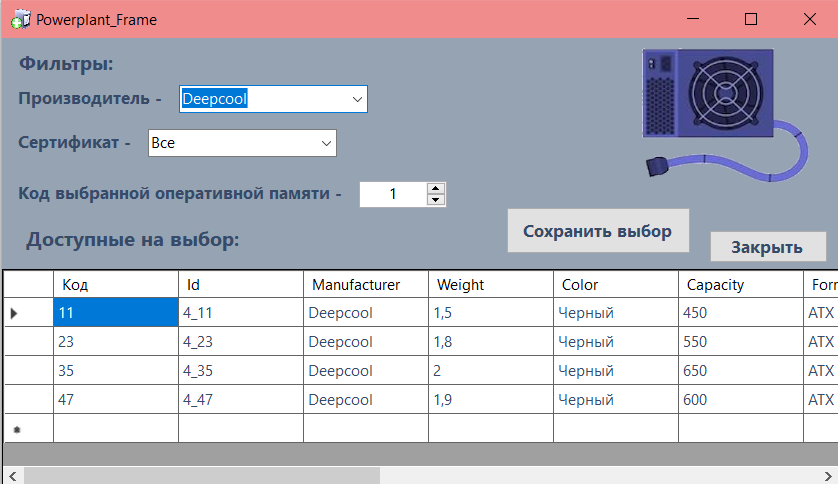 Powerplant_Frame
Фильтры:
Производитель - Deepcool
Сертификат - Все
Код выбранной оперативной памяти - 1
Сохранить выбор
Доступные на выбор:
Закрыть
Код Id Manufacturer Weight Color Capacity For
11 4_11 Deepcool 1,5 Черный 450 ATX
23 4_23 Deepcool 1,8 Черный 550 ATX
35 4_35 Deepcool 2 Черный 650 ATX
47 4_47 Deepcool 1,9 Черный 600 ATX